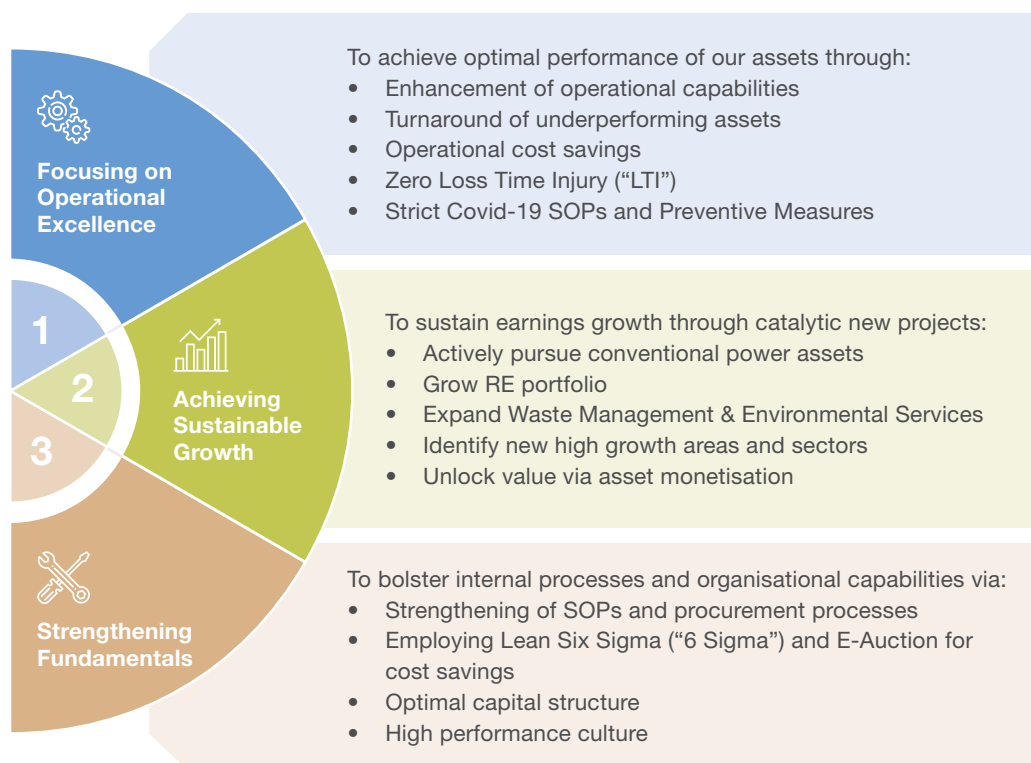 1
Focusing on
Operational
Excellence
To achieve optimal performance of our assets through:
• Enhancement of operational capabilities
• Turnaround of underperforming assets
• Operational cost savings
• Zero Loss Time Injury (“LTI”)
• Strict Covid-19 SOPs and Preventive Measures
2
Achieving
Sustainable
Growth
To sustain earnings growth through catalytic new projects:
• Actively pursue conventional power assets
• Grow RE portfolio
• Expand Waste Management & Environmental Services
• Identify new high growth areas and sectors
• Unlock value via asset monetisation
3
Strengthening
Fundamentals
To bolster internal processes and organisational capabilities via:
• Strengthening of SOPs and procurement processes
• Employing Lean Six Sigma (“6 Sigma”) and E-Auction for
cost savings
• Optimal capital structure
• High performance culture